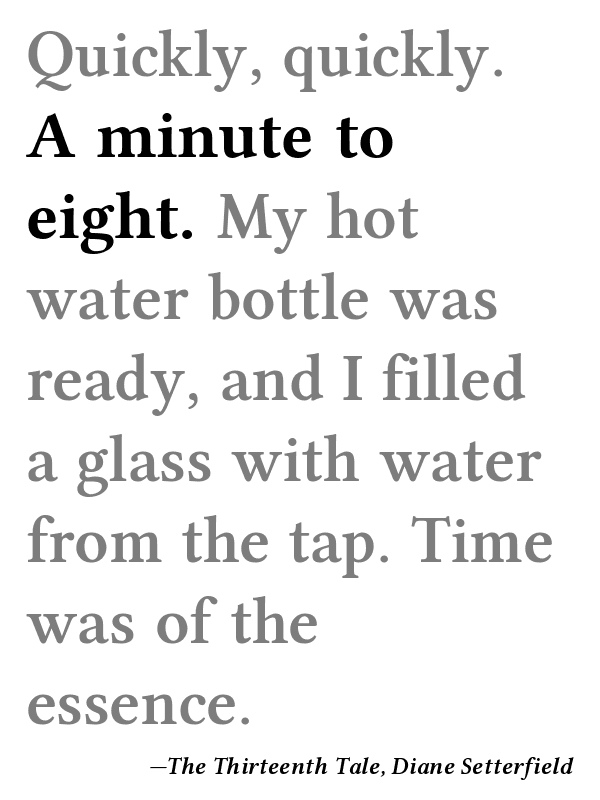 Quickly, quickly.
A minute to
eight. My hot
water bottle was
ready, and I filled
a glass with water
from the tap. Time
was of the
essence.
—The Thirteenth Tale, Diane Setterfield